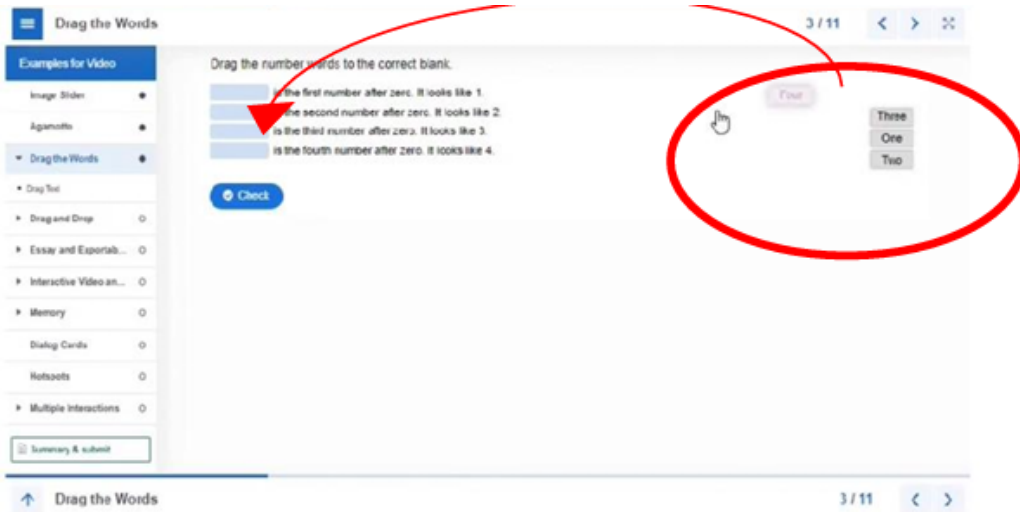 Drag the Words
3 / 11
Examples for Video
Image Slider
Agamotto
Drag the Words
Drag Text
Drag and Drop
Essay and Exportab...
Interactive Video an...
Memory
Dialog Cards
Hotspots
Multiple Interactions
Summary & submit
Drag the number words to the correct blank.
is the first number after zero. It looks like 1.
the second number after zero. It looks like 2.
is the third number after zero. It looks like 3.
is the fourth number after zero. It looks like 4.
Check
Four
Three
One
Two
Drag the Words
3 / 11